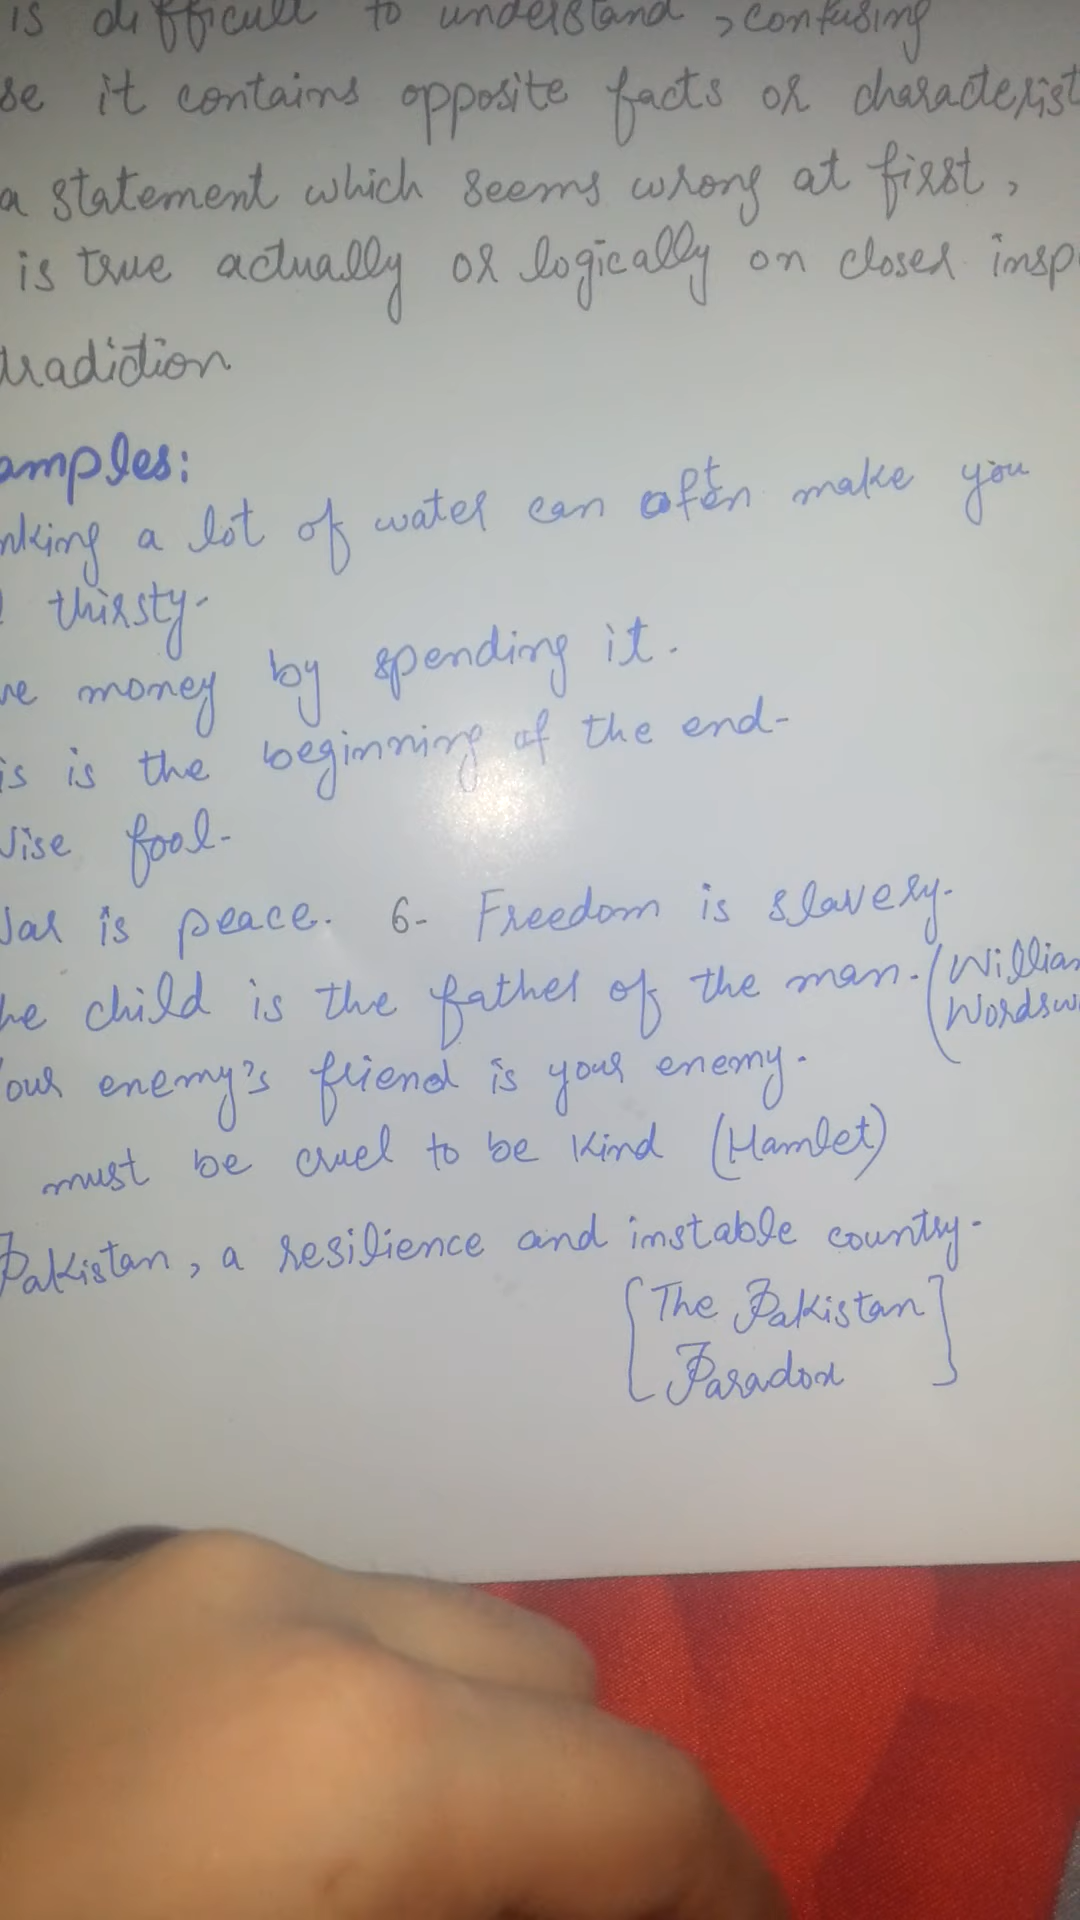 is difficult to understand, confusing
se it contains opposite facts or characterist
a statement which seems wrong at first,
is true actually or logically on closer insp
tradiction
amples:
nking a lot of water can often make you
thirsty.
ve money by spending it.
is is the beginning of the end-
Wise fool-
War is peace. 6- Freedom is slavery.
he child is the father of the man. (William
Wordsw
our enemy's friend is your enemy.
must be cruel to be kind (Hamlet)
Pakistan, a resilience and instable country.
[The Pakistan
Paradox]